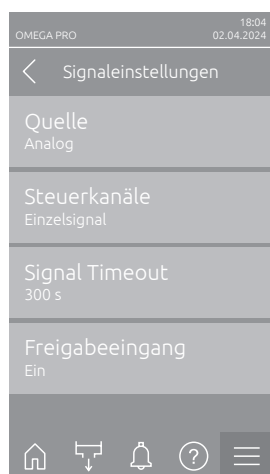 18:04
OMEGA PRO 02.04.2024
Signaleinstellungen
Quelle
Analog
Steuerkanäle
Einzelsignal
Signal Timeout
300 s
Freigabeeingang
Ein
?